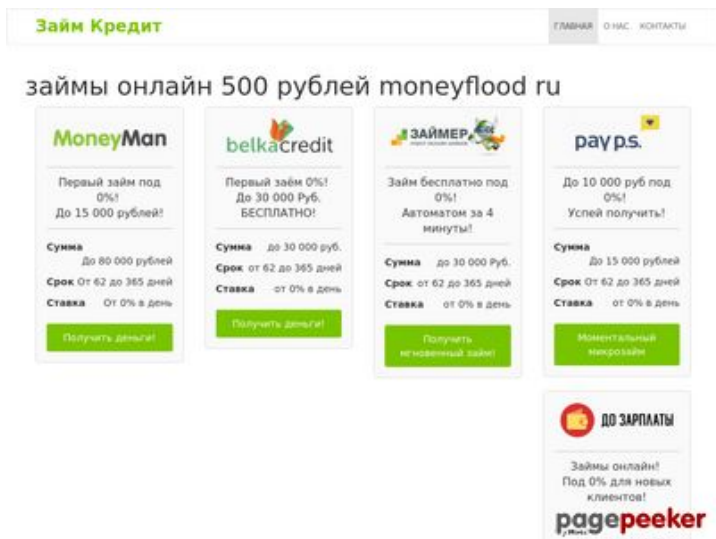 Займ Кредит
ГЛАВНАЯ О НАС. КОНТАКТЫ
займы онлайн 500 рублей moneyflood ru
MoneyMan
Первый займ под
0%!
До 15 000 рублей!
Сумма
До 80 000 рублей
Срок От 62 до 365 дней
Ставка От 0% в день
Получить деньги!
belkacredit
Первый заём 0%!
До 30 000 Руб.
БЕСПЛАТНО!
Сумма до 30 000 руб.
Срок от 62 до 365 дней
Ставка от 0% в день
Получить деньги!
ЗАЙМЕР
Займ бесплатно под
0%!
Автоматом за 4
минуты!
Сумма до 30 000 Руб.
Срок от 62 до 365 дней
Ставка от 0% в день
Получить
мгновенный займ!
pay p.s.
До 10 000 руб под
0%!
Успей получить!
Сумма
До 15 000 рублей
Срок От 62 до 365 дней
Ставка от 0% в день
Моментальный
микрозайм
ДО ЗАРПЛАТЫ
Займы онлайн!
Под 0% для новых
клиентов!
pagepeeker